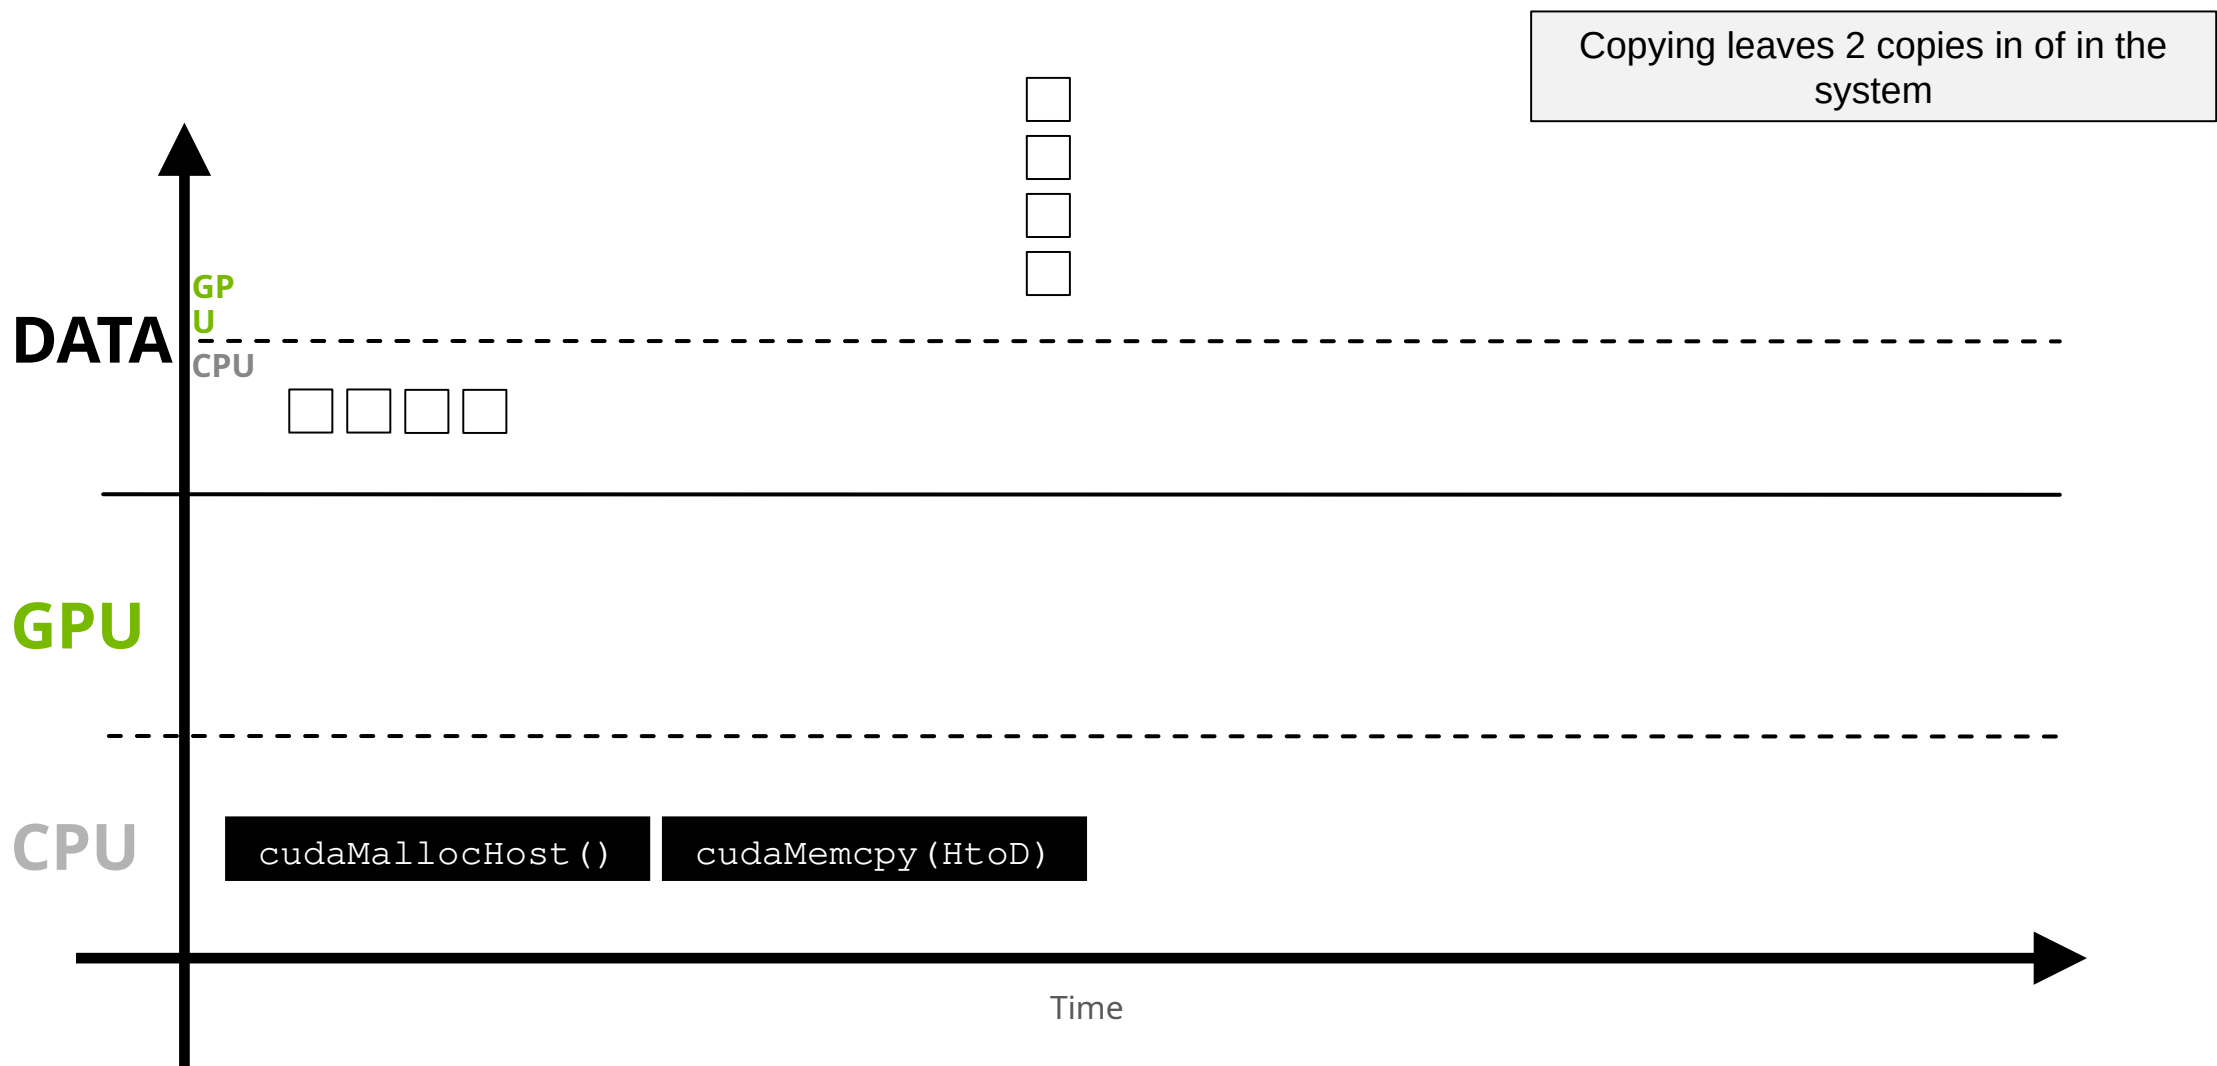 Copying leaves 2 copies in of in the
system
GP
U
DATA
CPU
GPU
CPU
cudaMallocHost()
cudaMemcpy(HtoD)
Time